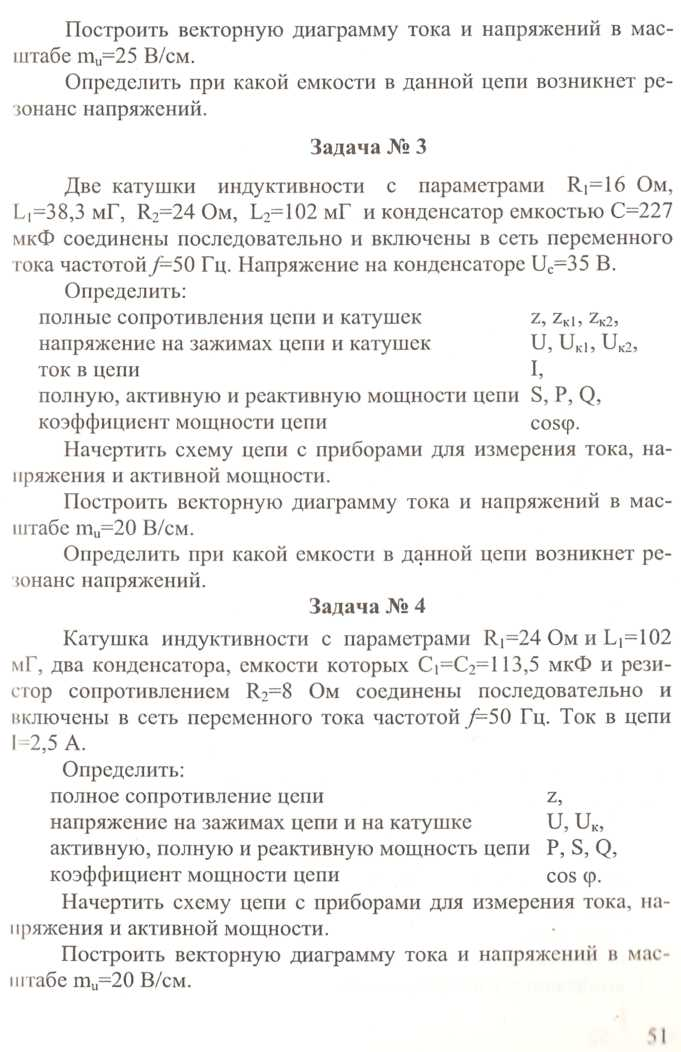 Построить векторную диаграмму тока и напряжений в мас-
штабе mu=25 В/см.
Определить при какой емкости в данной цепи возникнет ре-
зонанс напряжений.
Задача № 3
Две катушки индуктивности с параметрами R1=16 Ом,
L1=38,3 мГ, R2=24 Ом, L2=102 мГ и конденсатор емкостью С=227
мкФ соединены последовательно и включены в сеть переменного
тока частотой f=50 Гц. Напряжение на конденсаторе Uc=35 В.
Определить:
полные сопротивления цепи и катушек z, zк1, zк2,
напряжение на зажимах цепи и катушек U, Uк1, Uк2,
ток в цепи I,
полную, активную и реактивную мощности цепи S, P, Q,
коэффициент мощности цепи cosφ.
Начертить схему цепи с приборами для измерения тока, на-
пряжения и активной мощности.
Построить векторную диаграмму тока и напряжений в мас-
штабе mu=20 В/см.
Определить при какой емкости в данной цепи возникнет ре-
зонанс напряжений.
Задача № 4
Катушка индуктивности с параметрами R1=24 Ом и L1=102
мГ, два конденсатора, емкости которых С1=С2=113,5 мкФ и рези-
стор сопротивлением R2=8 Ом соединены последовательно и
включены в сеть переменного тока частотой f=50 Гц. Ток в цепи
I=2,5 А.
Определить:
полное сопротивление цепи z,
напряжение на зажимах цепи и на катушке U, Uк,
активную, полную и реактивную мощность цепи P, S, Q,
коэффициент мощности цепи cos φ.
Начертить схему цепи с приборами для измерения тока, на-
пряжения и активной мощности.
Построить векторную диаграмму тока и напряжений в мас-
штабе mu=20 В/см.
51